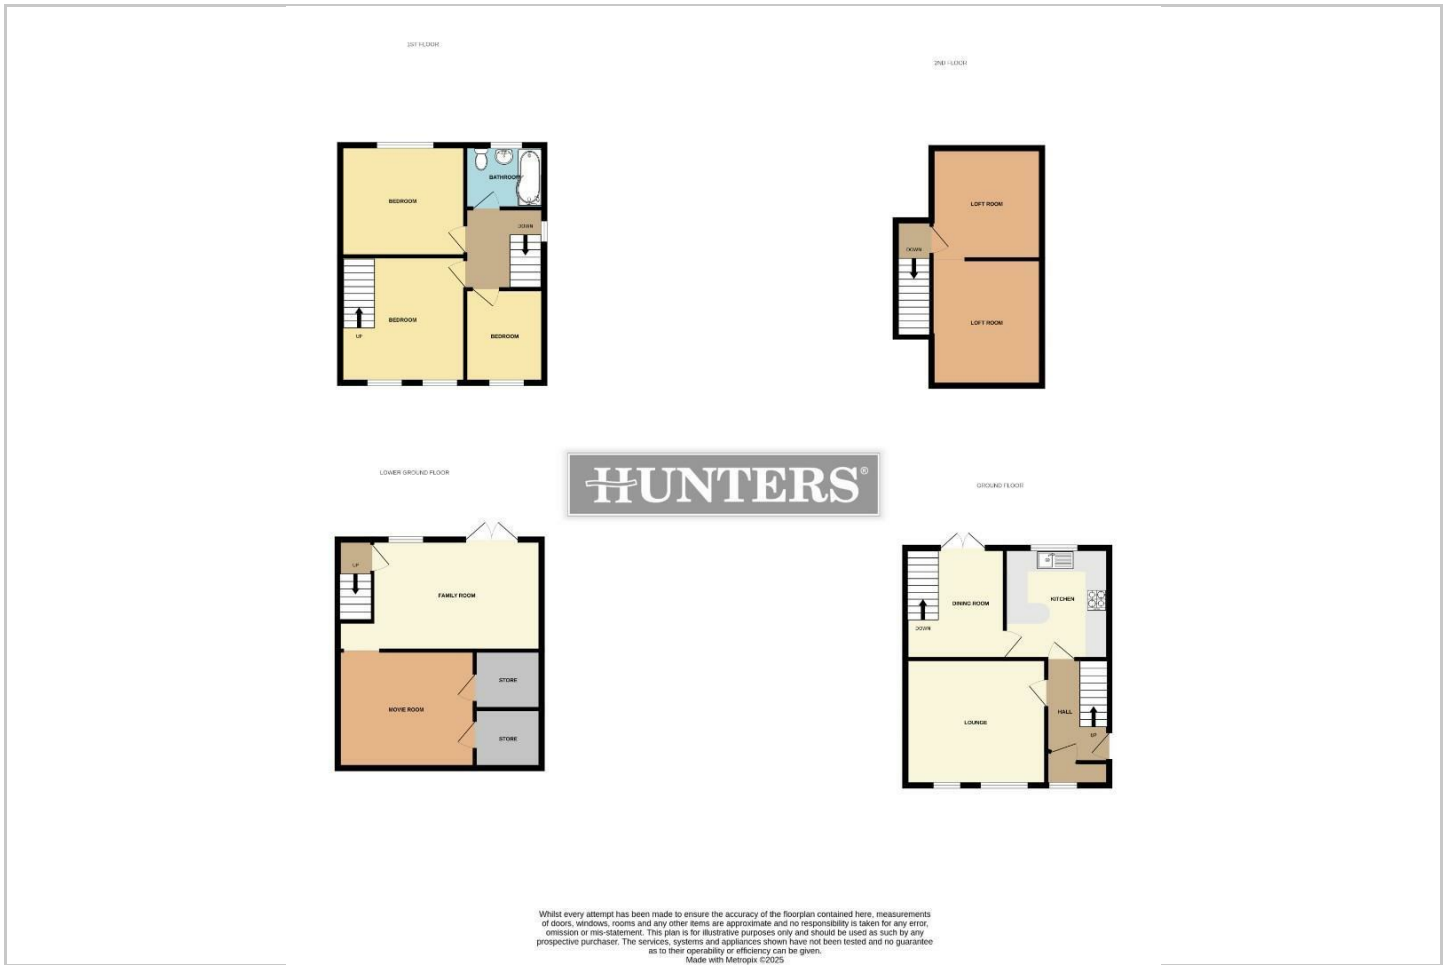 1ST FLOOR
2ND FLOOR
BEDROOM
BATHROOM
DOWN
BEDROOM
UP
BEDROOM
LOFT ROOM
DOWN
LOFT ROOM
HUNTERS®
LOWER GROUND FLOOR
GROUND FLOOR
UP
FAMILY ROOM
MOVIE ROOM
STORE
STORE
DINING ROOM
KITCHEN
DOWN
LOUNGE
HALL
UP
Whilst every attempt has been made to ensure the accuracy of the floorplan contained here, measurements
of doors, windows, rooms and any other items are approximate and no responsibility is taken for any error,
omission or mis-statement. This plan is for illustrative purposes only and should be used as such by any
prospective purchaser. The services, systems and appliances shown have not been tested and no guarantee
as to their operability or efficiency can be given.
Made with Metropix ©2025